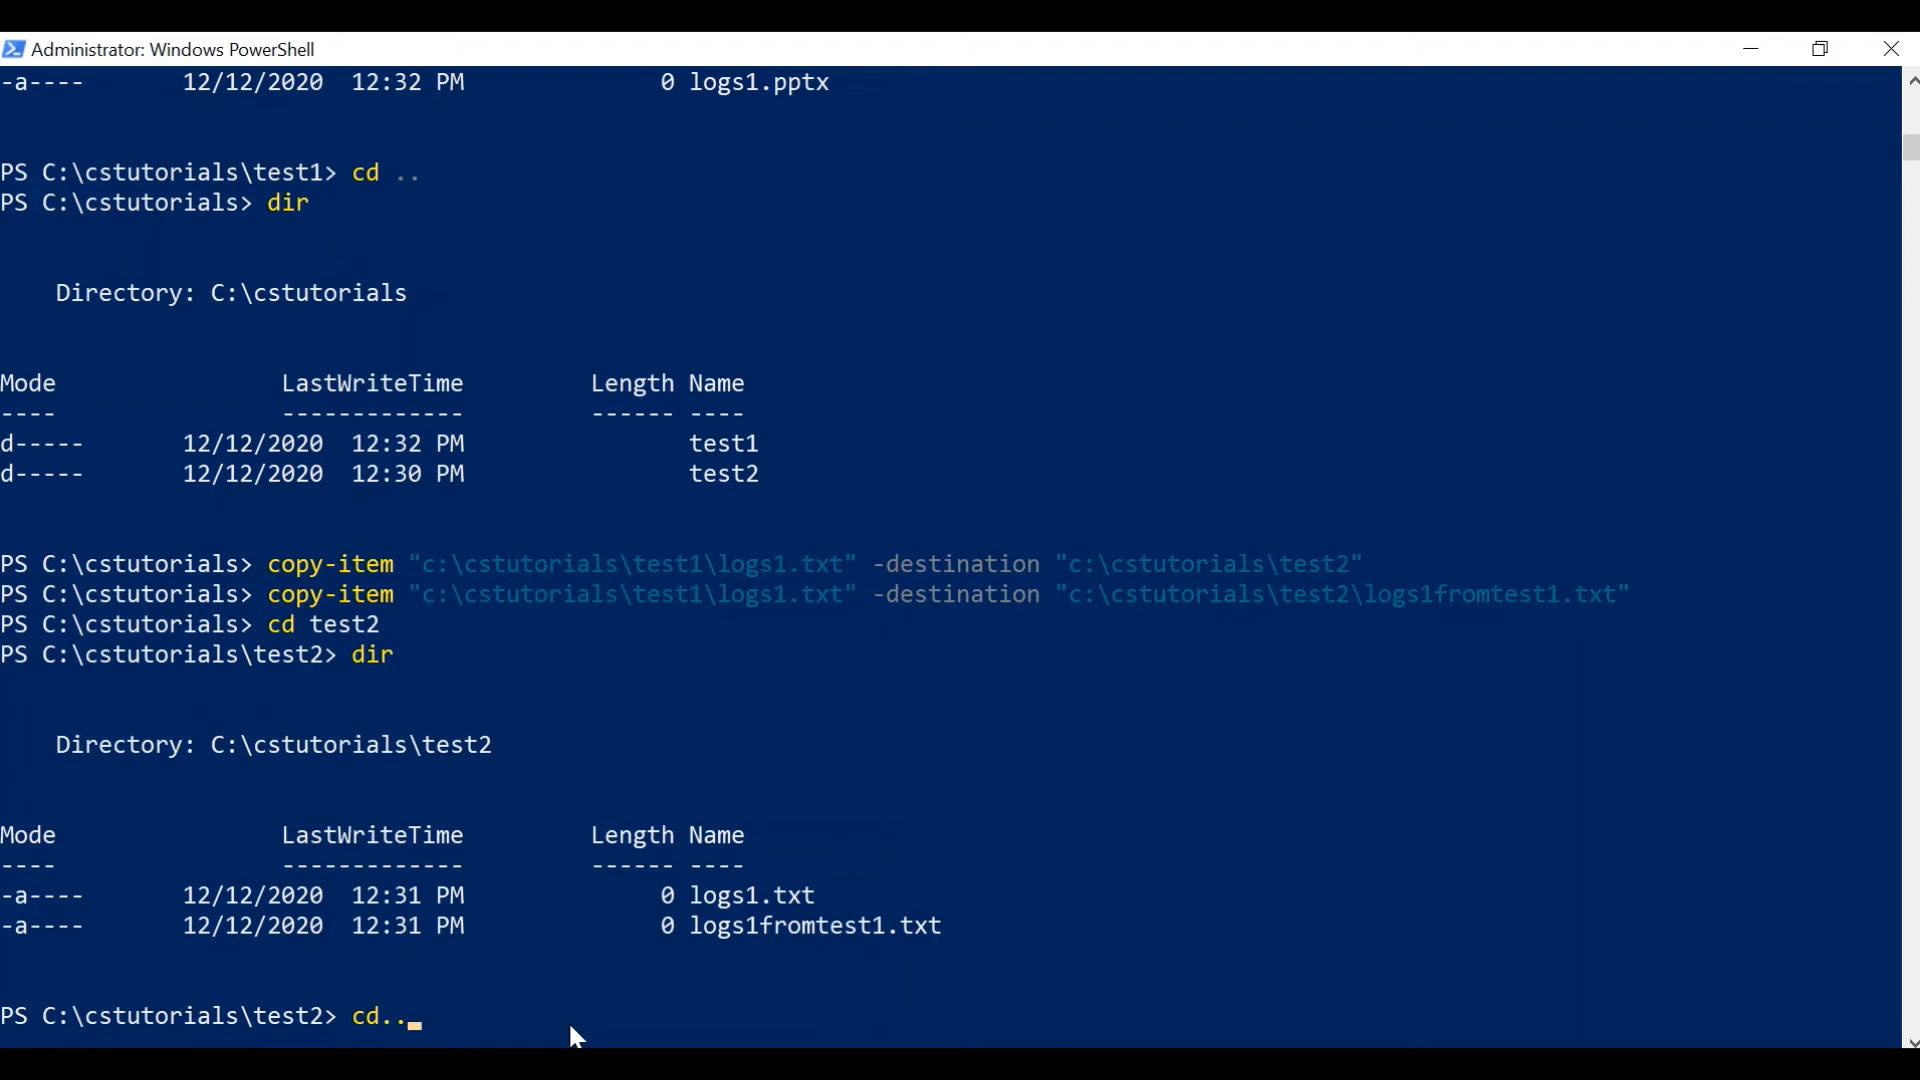 Administrator: Windows PowerShell
-a---- 12/12/2020 12:32 PM 0 logs1.pptx
PS C:\cstutorials\test1> cd ..
PS C:\cstutorials> dir
Directory: C:\cstutorials
Mode LastWriteTime Length Name
---- ------------- ------ ----
d----- 12/12/2020 12:32 PM test1
d----- 12/12/2020 12:30 PM test2
PS C:\cstutorials> copy-item "c:\cstutorials\test1\logs1.txt" -destination "c:\cstutorials\test2"
PS C:\cstutorials> copy-item "c:\cstutorials\test1\logs1.txt" -destination "c:\cstutorials\test2\logs1fromtest1.txt"
PS C:\cstutorials> cd test2
PS C:\cstutorials\test2> dir
Directory: C:\cstutorials\test2
Mode LastWriteTime Length Name
---- ------------- ------ ----
-a---- 12/12/2020 12:31 PM 0 logs1.txt
-a---- 12/12/2020 12:31 PM 0 logs1fromtest1.txt
PS C:\cstutorials\test2> cd..